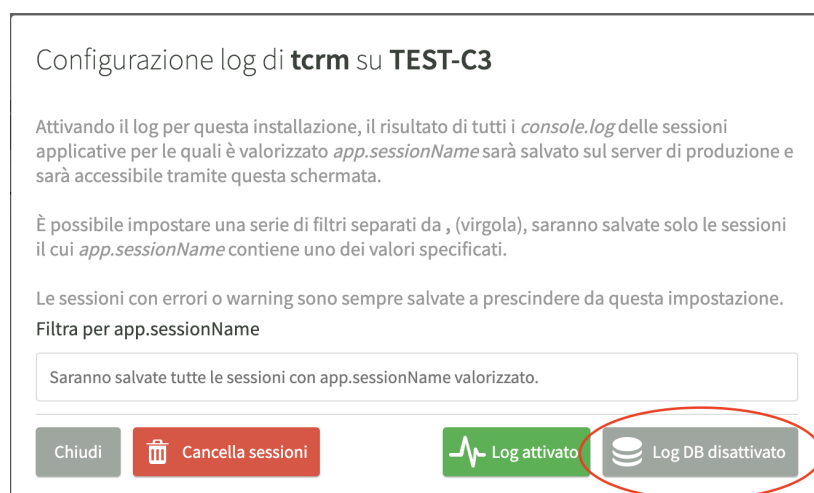 Configurazione log di tcrm su TEST-C3
Attivando il log per questa installazione, il risultato di tutti i console.log delle sessioni
applicative per le quali è valorizzato app.sessionName sarà salvato sul server di produzione e
sarà accessibile tramite questa schermata.
È possibile impostare una serie di filtri separati da , (virgola), saranno salvate solo le sessioni
il cui app.sessionName contiene uno dei valori specificati.
Le sessioni con errori o warning sono sempre salvate a prescindere da questa impostazione.
Filtra per app.sessionName
Saranno salvate tutte le sessioni con app.sessionName valorizzato.
Chiudi Cancella sessioni Log attivato Log DB disattivato